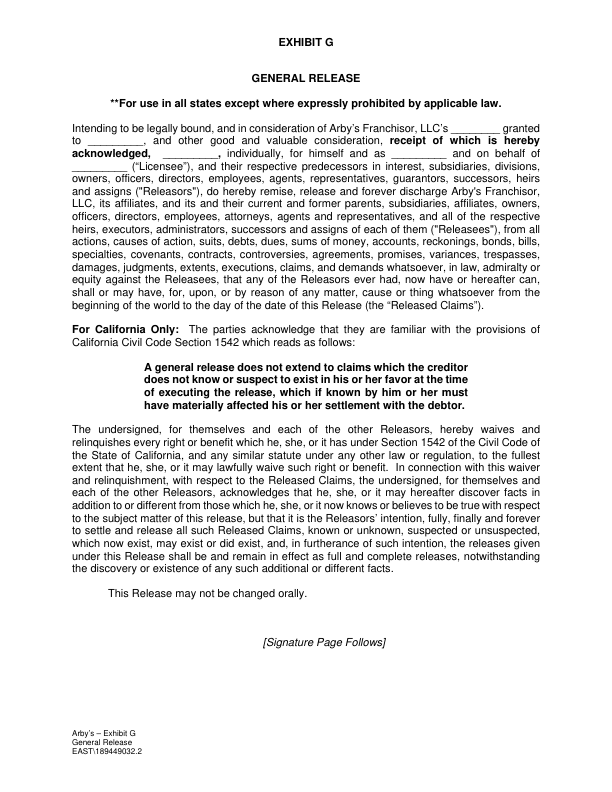 EXHIBIT G
GENERAL RELEASE
**For use in all states except where expressly prohibited by applicable law.
Intending to be legally bound, and in consideration of Arby's Franchisor, LLC's ________ granted
to _________, and other good and valuable consideration, receipt of which is hereby
acknowledged, _________, individually, for himself and as _________ and on behalf of
_________ (“Licensee”), and their respective predecessors in interest, subsidiaries, divisions,
owners, officers, directors, employees, agents, representatives, guarantors, successors, heirs
and assigns ("Releasors"), do hereby remise, release and forever discharge Arby's Franchisor,
LLC, its affiliates, and its and their current and former parents, subsidiaries, affiliates, owners,
officers, directors, employees, attorneys, agents and representatives, and all of the respective
heirs, executors, administrators, successors and assigns of each of them ("Releasees"), from all
actions, causes of action, suits, debts, dues, sums of money, accounts, reckonings, bonds, bills,
specialties, covenants, contracts, controversies, agreements, promises, variances, trespasses,
damages, judgments, extents, executions, claims, and demands whatsoever, in law, admiralty or
equity against the Releasees, that any of the Releasors ever had, now have or hereafter can,
shall or may have, for, upon, or by reason of any matter, cause or thing whatsoever from the
beginning of the world to the day of the date of this Release (the “Released Claims”).
For California Only: The parties acknowledge that they are familiar with the provisions of
California Civil Code Section 1542 which reads as follows:
A general release does not extend to claims which the creditor
does not know or suspect to exist in his or her favor at the time
of executing the release, which if known by him or her must
have materially affected his or her settlement with the debtor.
The undersigned, for themselves and each of the other Releasors, hereby waives and
relinquishes every right or benefit which he, she, or it has under Section 1542 of the Civil Code of
the State of California, and any similar statute under any other law or regulation, to the fullest
extent that he, she, or it may lawfully waive such right or benefit. In connection with this waiver
and relinquishment, with respect to the Released Claims, the undersigned, for themselves and
each of the other Releasors, acknowledges that he, she, or it may hereafter discover facts in
addition to or different from those which he, she, or it now knows or believes to be true with respect
to the subject matter of this release, but that it is the Releasors' intention, fully, finally and forever
to settle and release all such Released Claims, known or unknown, suspected or unsuspected,
which now exist, may exist or did exist, and, in furtherance of such intention, the releases given
under this Release shall be and remain in effect as full and complete releases, notwithstanding
the discovery or existence of any such additional or different facts.
This Release may not be changed orally.
[Signature Page Follows]
Arby's – Exhibit G
General Release
EAST\189449032.2